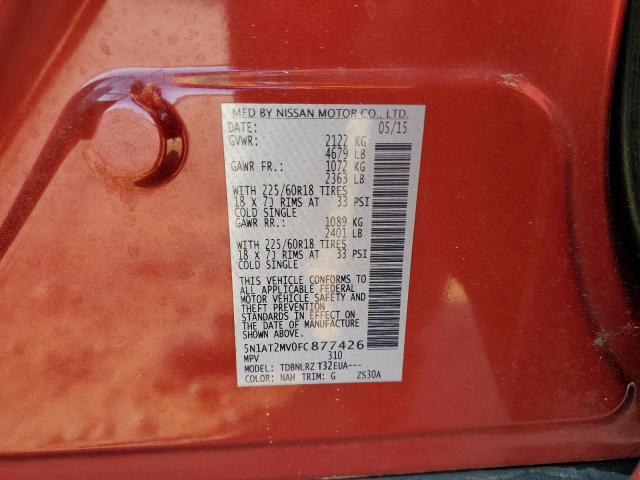 MFD BY NISSAN MOTOR CO., LTD.
DATE: 05/15
GVWR: 2122 KG
4679 LB
GAWR FR.: 1072 KG
2363 LB
WITH 225/60R18 TIRES
18 X 7J RIMS AT 33 PSI
COLD SINGLE
GAWR RR.: 1089 KG
2401 LB
WITH 225/60R18 TIRES
18 X 7J RIMS AT 33 PSI
COLD SINGLE
THIS VEHICLE CONFORMS TO
ALL APPLICABLE FEDERAL
MOTOR VEHICLE SAFETY AND
THEFT PREVENTION
STANDARDS IN EFFECT ON
THE DATE OF MANUFACTURE
SHOWN ABOVE.
5N1AT2MV0FC877426
MPV 310
MODEL: TDBNLRZ T32EUA---
COLOR: NAH TRIM: G ZS30A